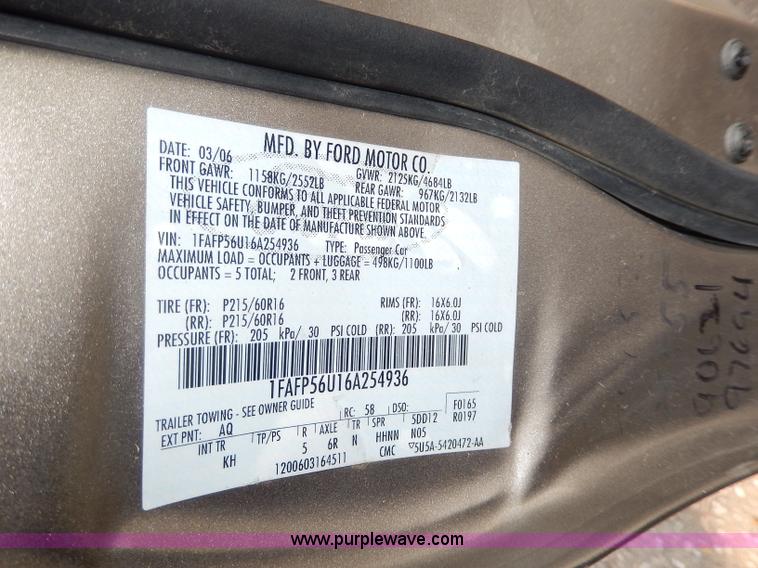 DATE: 03/06 MFD. BY FORD MOTOR CO.
FRONT GAWR: 1158KG/2552LB GVWR: 2125KG/4684LB
REAR GAWR: 967KG/2132LB
THIS VEHICLE CONFORMS TO ALL APPLICABLE FEDERAL MOTOR
VEHICLE SAFETY, BUMPER, AND THEFT PREVENTION STANDARDS
IN EFFECT ON THE DATE OF MANUFACTURE SHOWN ABOVE.
VIN: 1FAFP56U16A254936 TYPE: Passenger Car
MAXIMUM LOAD = OCCUPANTS + LUGGAGE = 498KG/1100LB
OCCUPANTS = 5 TOTAL; 2 FRONT, 3 REAR
TIRE (FR): P215/60R16 RIMS (FR): 16X6.0J
(RR): P215/60R16 (RR): 16X6.0J
PRESSURE (FR): 205 kPa/ 30 PSI COLD (RR): 205 kPa/ 30 PSI COLD
1FAFP56U16A254936
TRAILER TOWING - SEE OWNER GUIDE RC: 58 DSO: F0165
EXT PNT: AQ R0197
INT TR TP/PS R AXLE TR SPR 5DD12
KH 5 6R N HHNN N05
1200603164511 CMC ▽5U5A-5420472-AA
www.purplewave.com